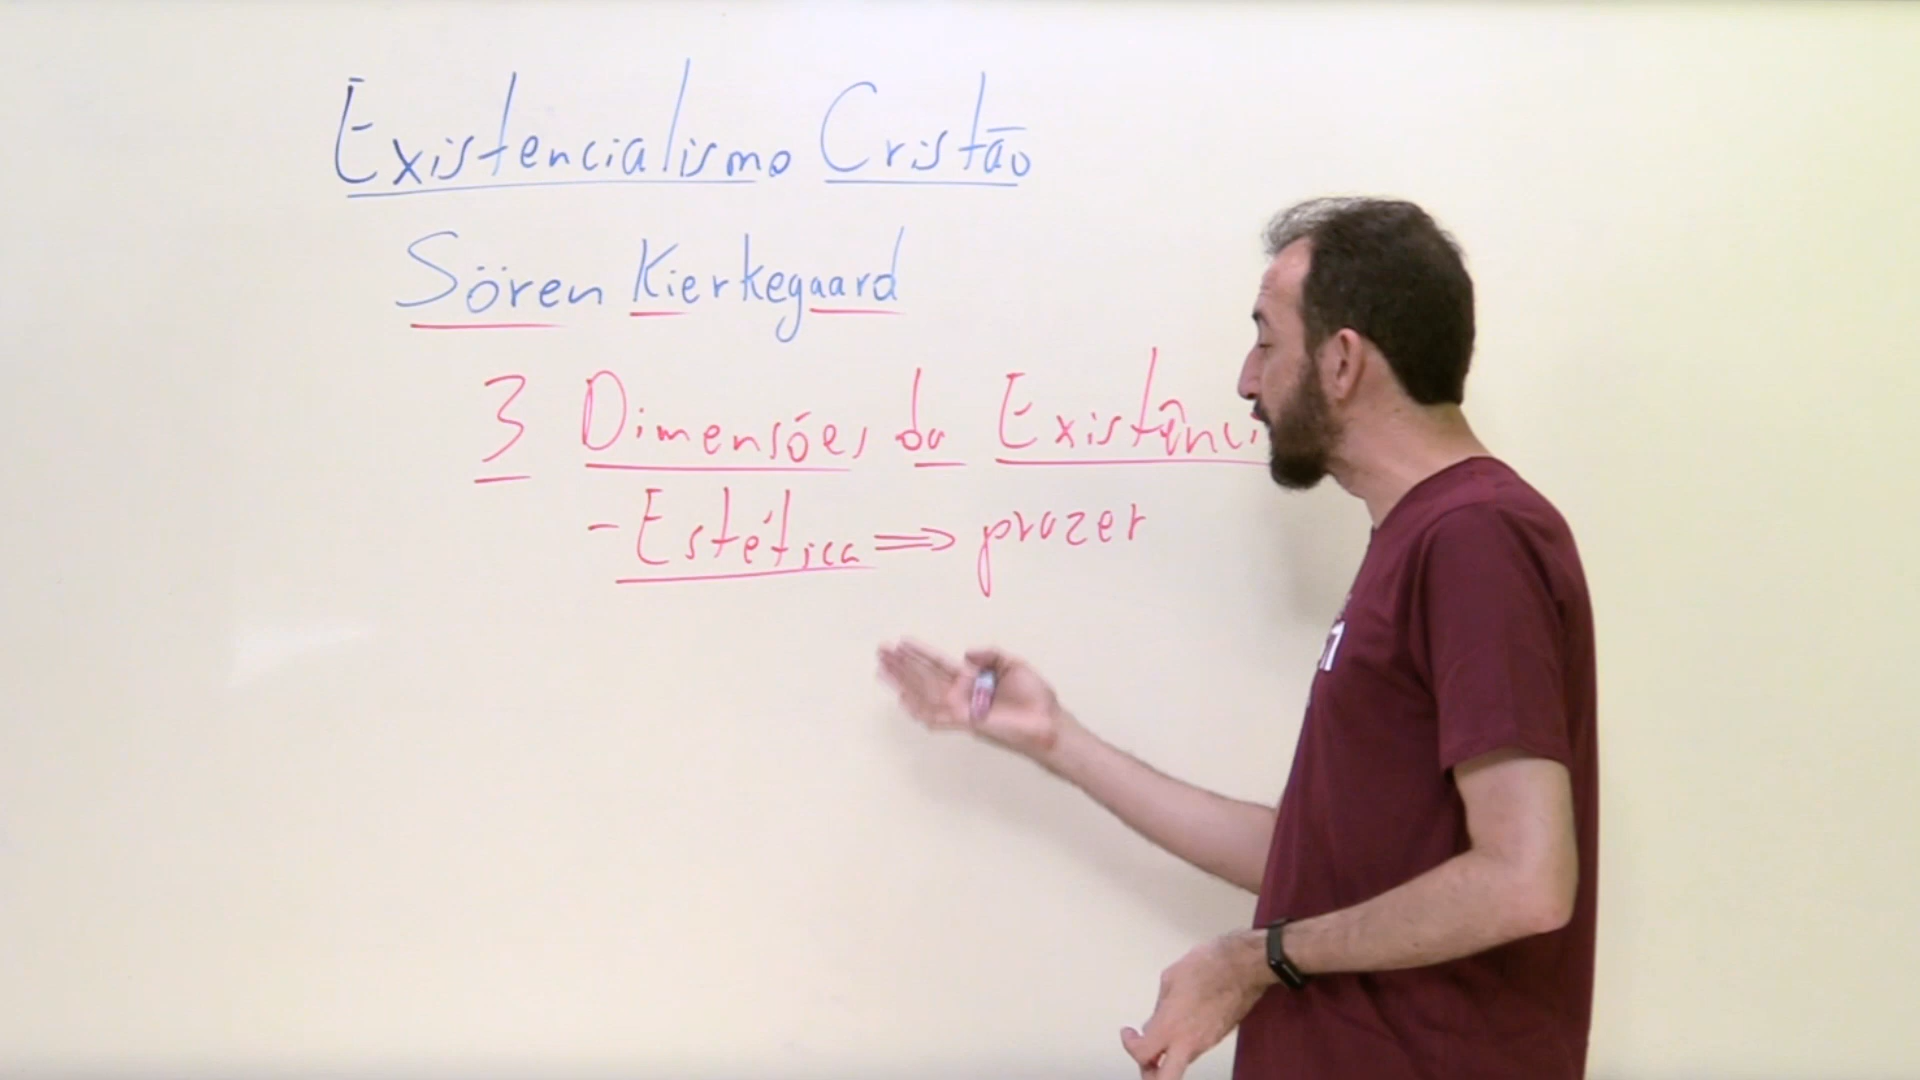 Existencialismo Cristão
Sören Kierkegaard
3 Dimensões da Existênci
- Estética ⇒ prazer